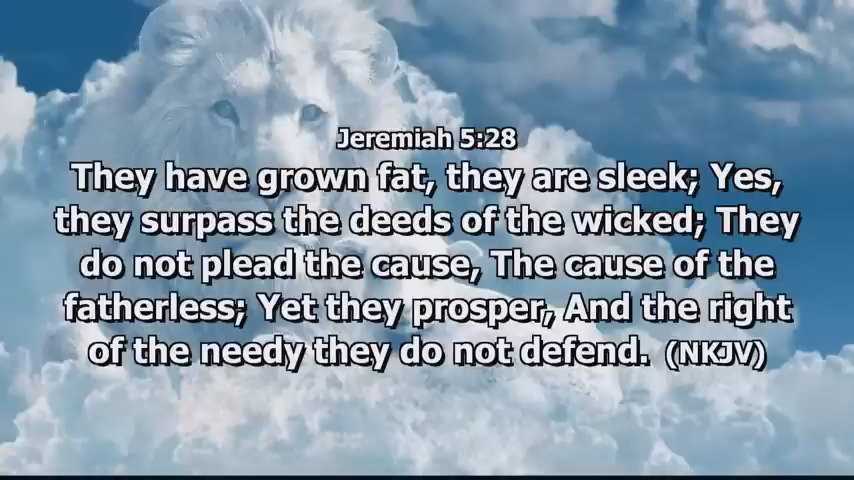 Jeremiah 5:28
They have grown fat, they are sleek; Yes,
they surpass the deeds of the wicked; They
do not plead the cause, The cause of the
fatherless; Yet they prosper, And the right
of the needy they do not defend. (NKJV)